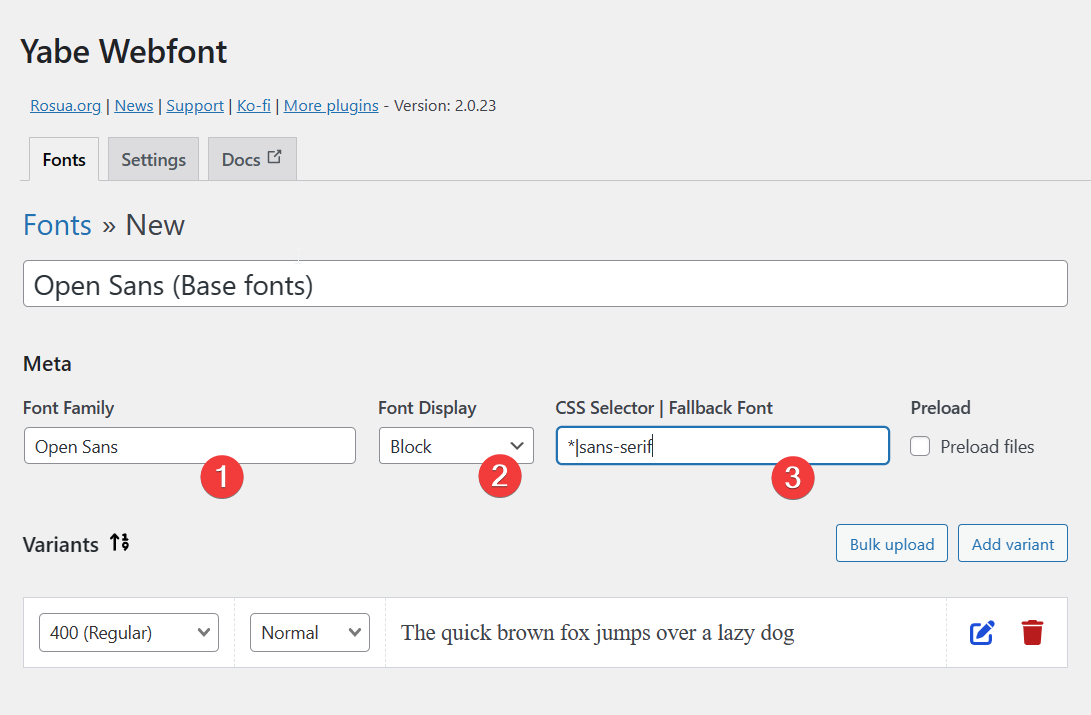 Yabe Webfont
Rosua.org | News | Support | Ko-fi | More plugins - Version: 2.0.23
Fonts Settings Docs
Fonts » New
Open Sans (Base fonts)
Meta
Font Family Font Display CSS Selector | Fallback Font Preload
Open Sans Block *|sans-serif Preload files
1 2 3
Variants Bulk upload Add variant
400 (Regular) Normal The quick brown fox jumps over a lazy dog